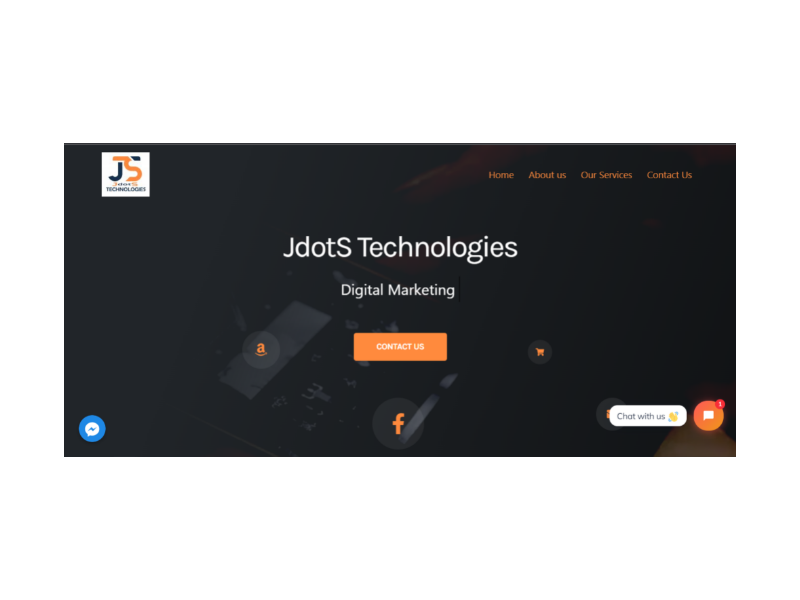 JS
JdotS
TECHNOLOGIES
Home About us Our Services Contact Us
JdotS Technologies
Digital Marketing
CONTACT US
Chat with us 👋
1